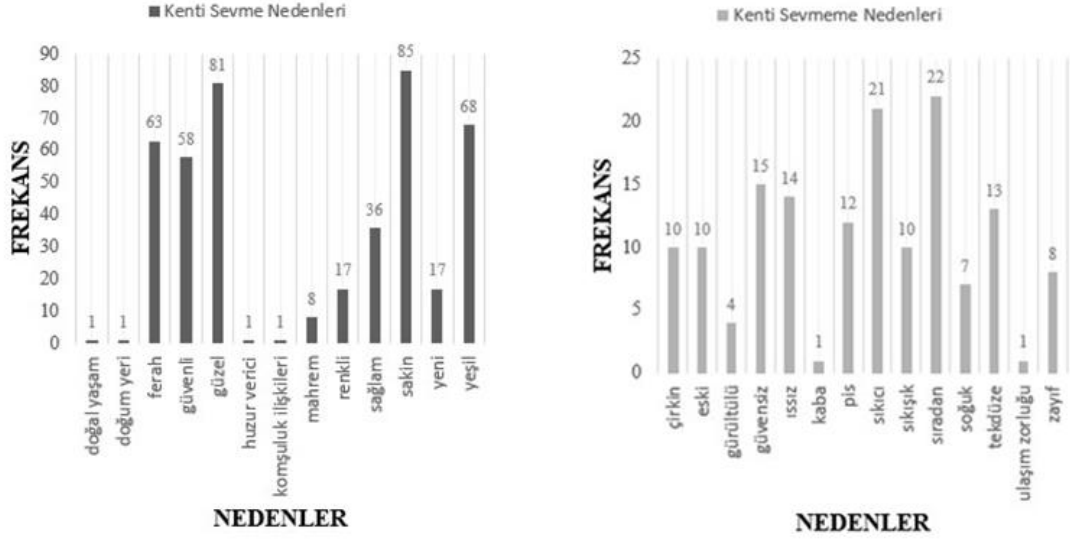 Kenti Sevme Nedenleri
FREKANS
90
80
70
60
50
40
30
20
10
0
1
1
63
58
81
1
1
8
17
36
85
17
68
doğal yaşam
doğum yeri
ferah
güvenli
güzel
huzur verici
komşuluk ilişkileri
mahrem
renkli
sağlam
sakin
yeni
yeşil
NEDENLER
Kenti Sevmeme Nedenleri
FREKANS
25
20
15
10
5
0
10
10
4
15
14
1
12
21
10
22
7
13
1
8
çirkin
eski
gürültülü
güvensiz
ıssız
kaba
pis
sıkıcı
sıkışık
sıradan
soğuk
tekdüze
ulaşım zorluğu
zayıf
NEDENLER